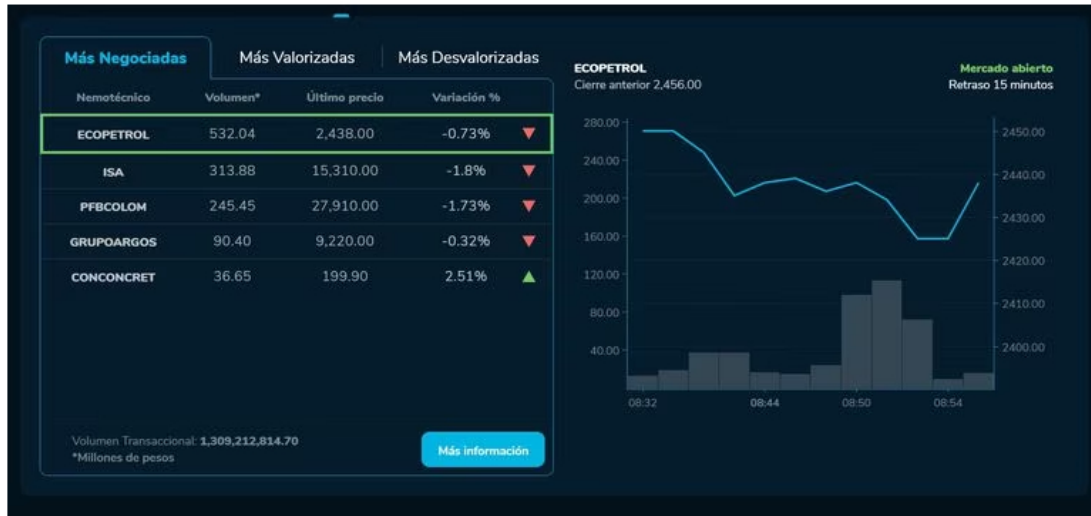 Más Negociadas
Más Valorizadas
Más Desvalorizadas
Nemotécnico Volumen* Último precio Variación %
ECOPETROL 532.04 2,438.00 -0.73%
ISA 313.88 15,310.00 -1.8%
PFBCOLOM 245.45 27,910.00 -1.73%
GRUPOARGOS 90.40 9,220.00 -0.32%
CONCONCRET 36.65 199.90 2.51%
Volumen Transaccional: 1,309,212,814.70
*Millones de pesos
Más información
ECOPETROL
Cierre anterior 2,456.00
Mercado abierto
Retraso 15 minutos
280.00
240.00
200.00
160.00
120.00
80.00
40.00
2450.00
2440.00
2430.00
2420.00
2410.00
2400.00
08:32 08:44 08:50 08:54